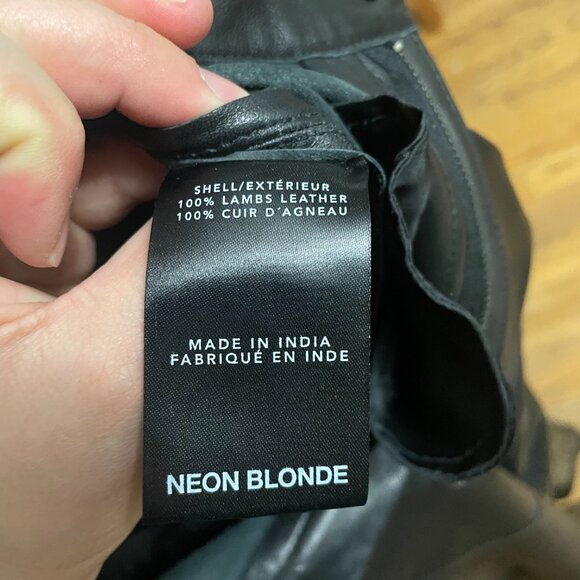 SHELL/EXTÉRIEUR
100% LAMBS LEATHER
100% CUIR D'AGNEAU
MADE IN INDIA
FABRIQUÉ EN INDE
NEON BLONDE